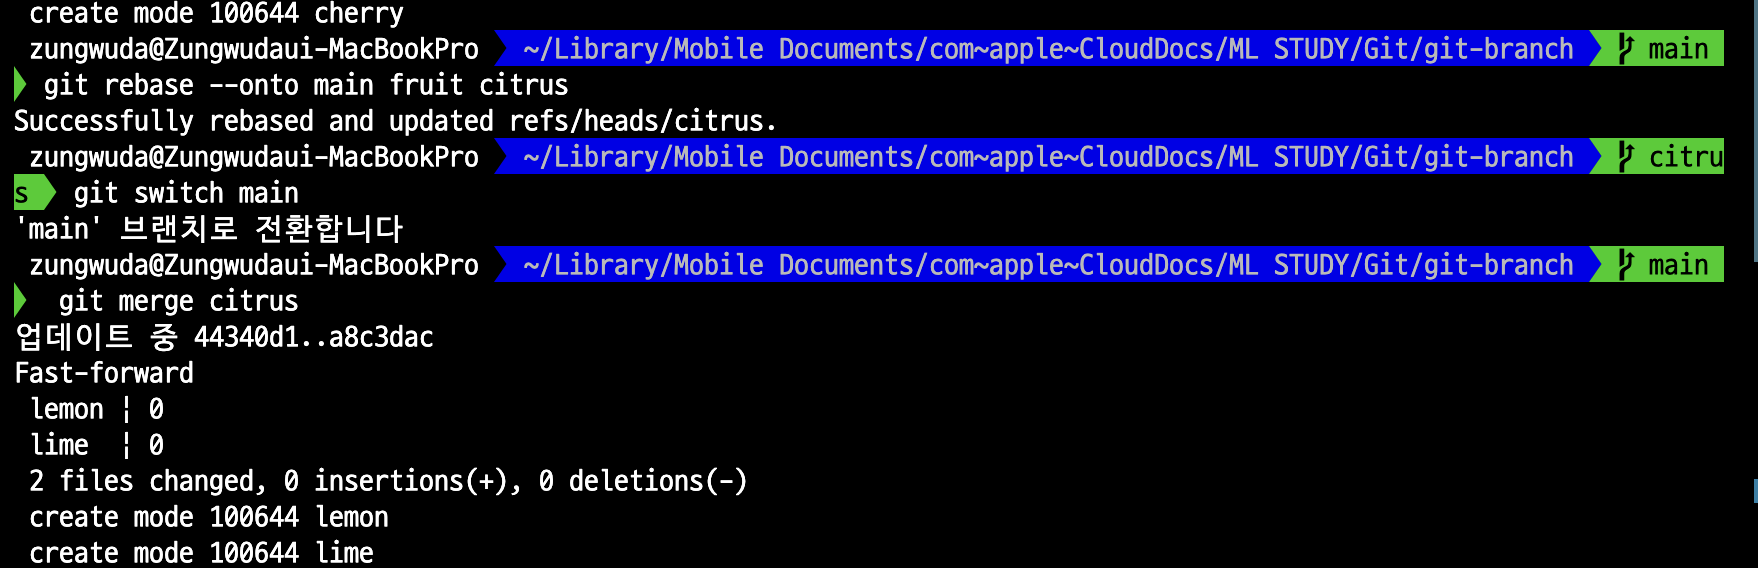 create mode 100644 cherry
zungwuda@Zungwudaui-MacBookPro ~/Library/Mobile Documents/com~apple~CloudDocs/ML STUDY/Git/git-branch main
git rebase --onto main fruit citrus
Successfully rebased and updated refs/heads/citrus.
zungwuda@Zungwudaui-MacBookPro ~/Library/Mobile Documents/com~apple~CloudDocs/ML STUDY/Git/git-branch citru
s git switch main
'main' 브랜치로 전환합니다
zungwuda@Zungwudaui-MacBookPro ~/Library/Mobile Documents/com~apple~CloudDocs/ML STUDY/Git/git-branch main
git merge citrus
업데이트 중 44340d1..a8c3dac
Fast-forward
lemon | 0
lime | 0
2 files changed, 0 insertions(+), 0 deletions(-)
create mode 100644 lemon
create mode 100644 lime